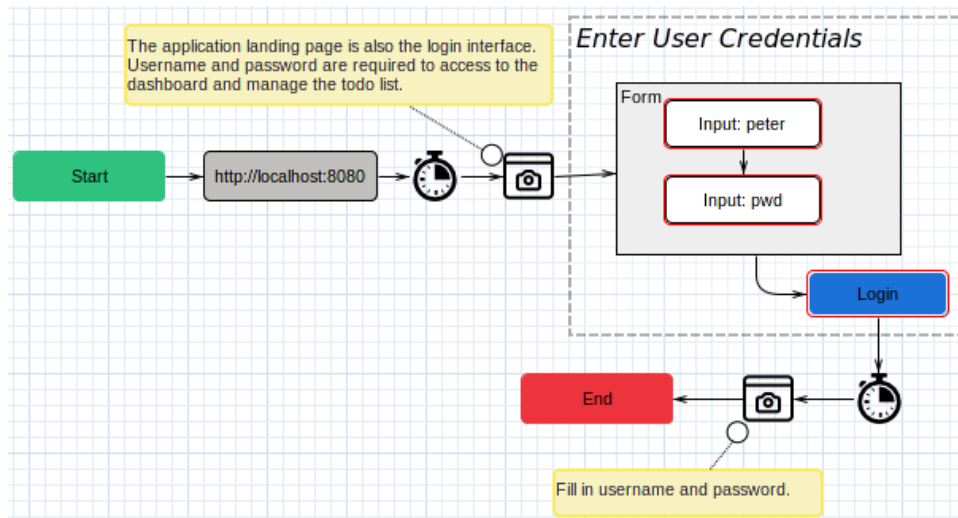 The application landing page is also the login interface.
Username and password are required to access to the
dashboard and manage the todo list.
Enter User Credentials
Form
Input: peter
Start
http://localhost:8080
Input: pwd
Login
End
Fill in username and password.